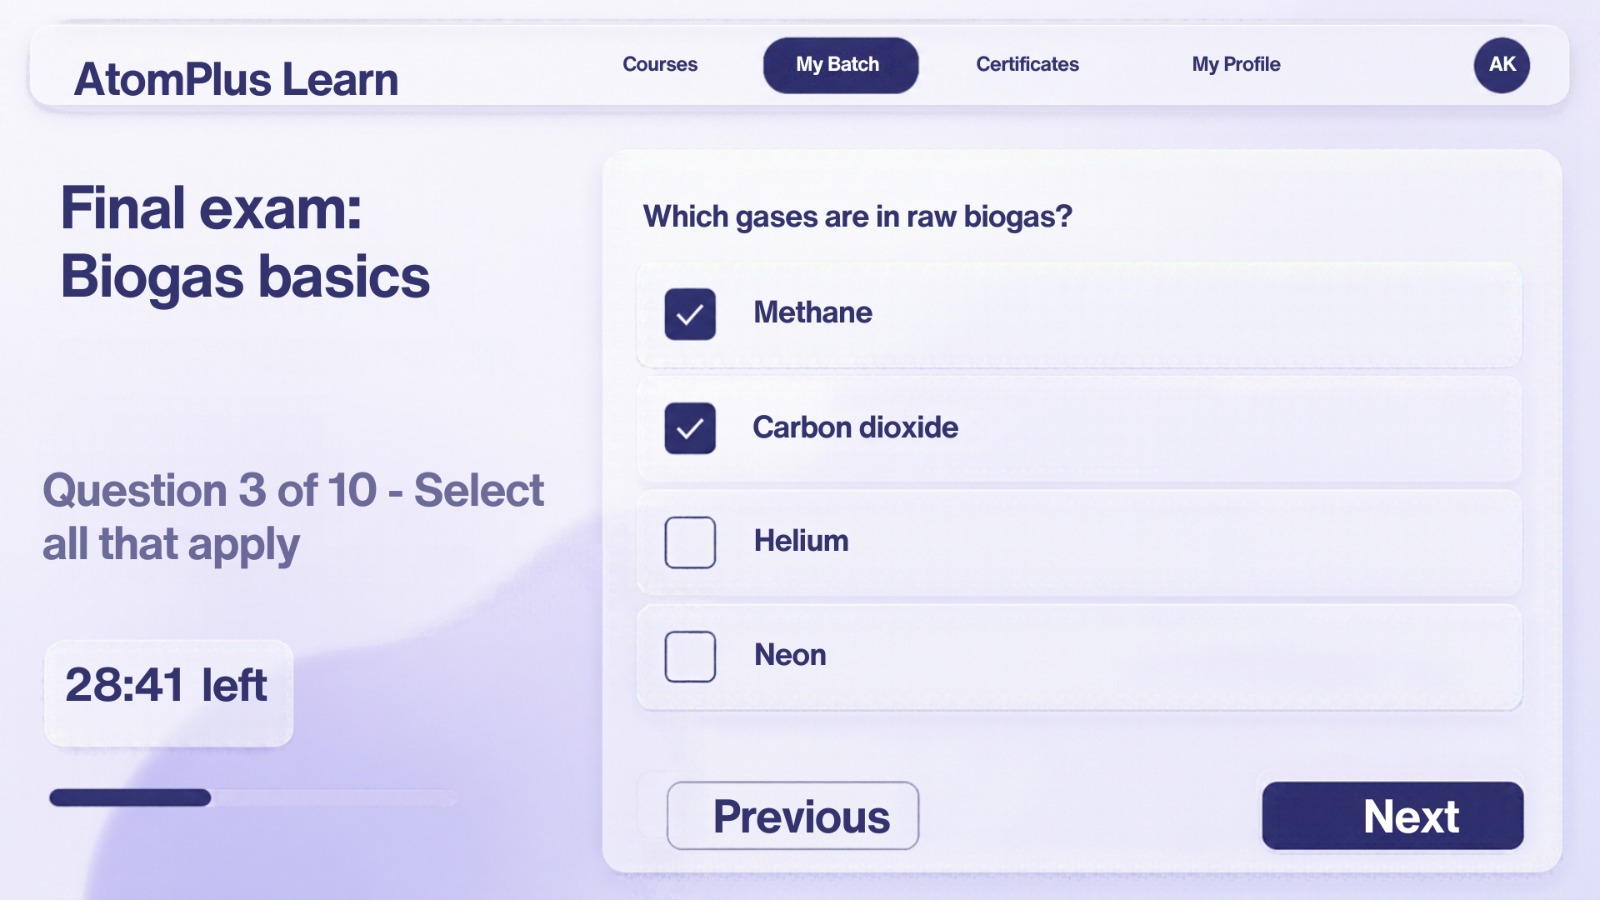 AtomPlus Learn
Courses
My Batch
Certificates
My Profile
AK
Final exam:
Biogas basics
Question 3 of 10 - Select
all that apply
28:41 left
Which gases are in raw biogas?
Methane
Carbon dioxide
Helium
Neon
Previous
Next